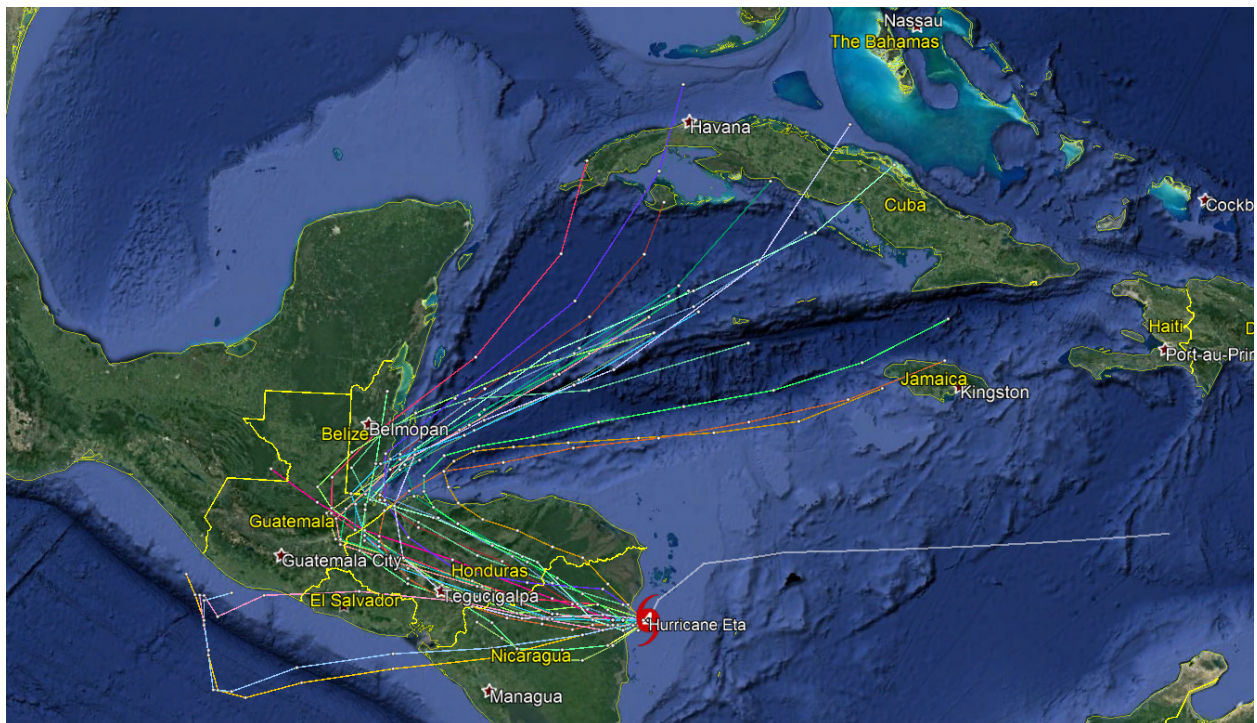 Nassau
The Bahamas
Havana
Cuba
Cockb
Haiti
D
Port-au-Prin
Jamaica
Kingston
Belmopan
Belize
Guatemala
Guatemala City
Honduras
Tegucigalpa
El Salvador
4
Hurricane Eta
Nicaragua
Managua